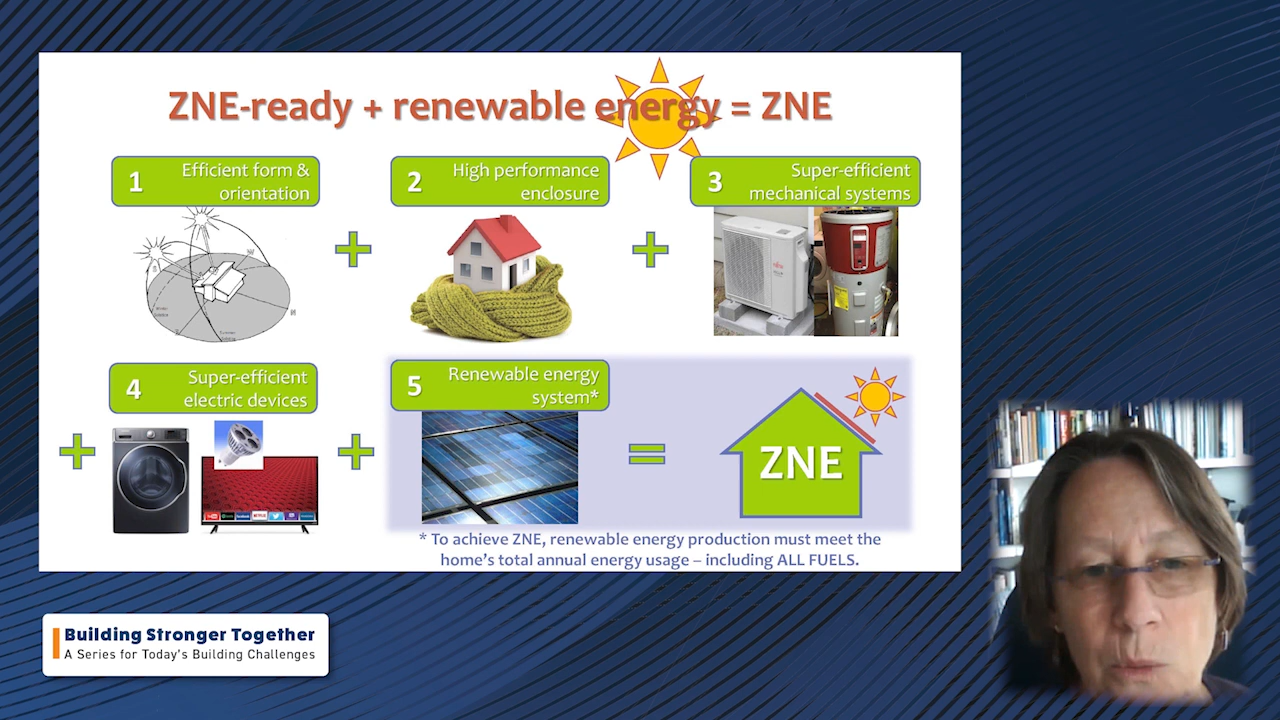 ZNE-ready + renewable energy = ZNE
1
Efficient form &
orientation
2
High performance
enclosure
3
Super-efficient
mechanical systems
+
+
4
Super-efficient
electric devices
5
Renewable energy
system*
+
+
=
ZNE
* To achieve ZNE, renewable energy production must meet the
home's total annual energy usage – including ALL FUELS.
Building Stronger Together
A Series for Today's Building Challenges